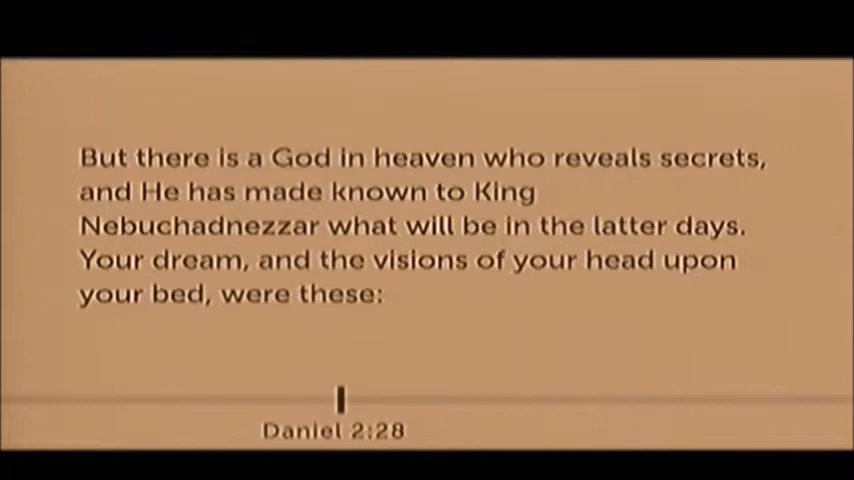 But there is a God in heaven who reveals secrets,
and He has made known to King
Nebuchadnezzar what will be in the latter days.
Your dream, and the visions of your head upon
your bed, were these:
Daniel 2:28